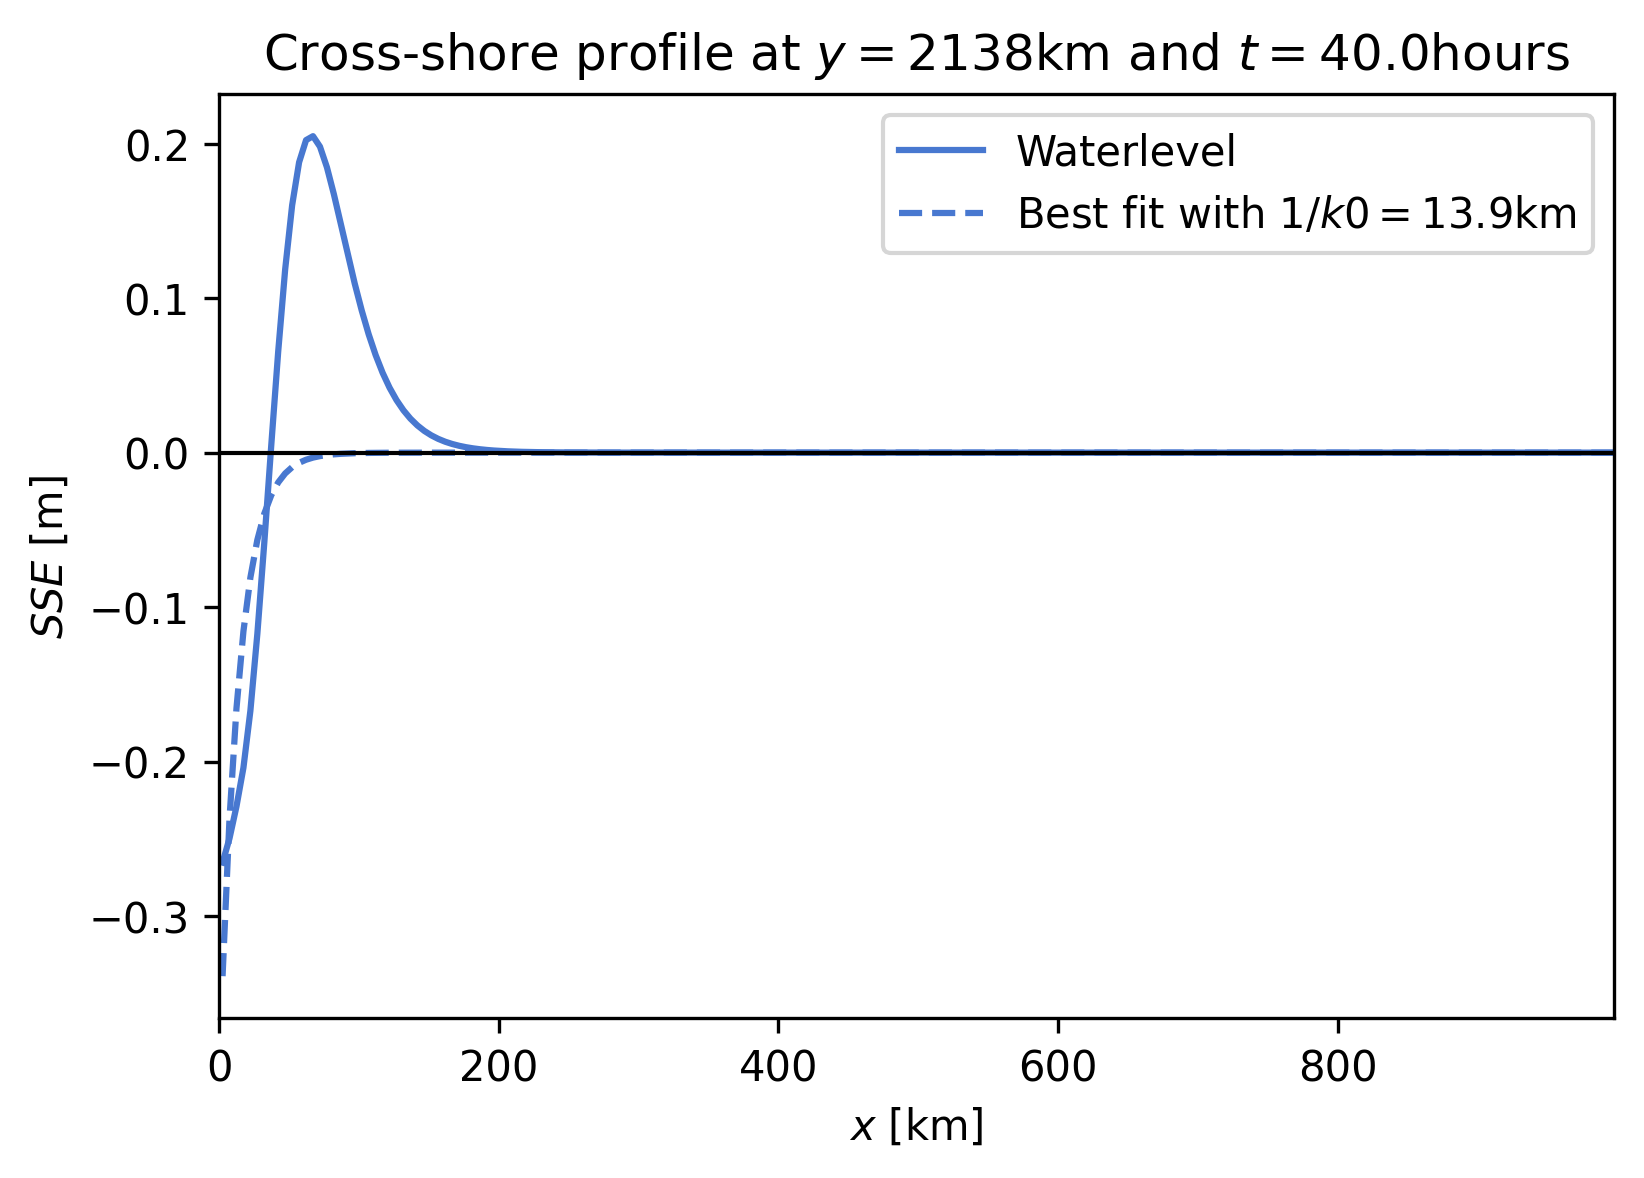 Cross-shore profile at y = 2138km and t = 40.0hours
Waterlevel
Best fit with 1/k0 = 13.9km
0.2
0.1
0.0
−0.1
−0.2
−0.3
SSE [m]
0 200 400 600 800
x [km]